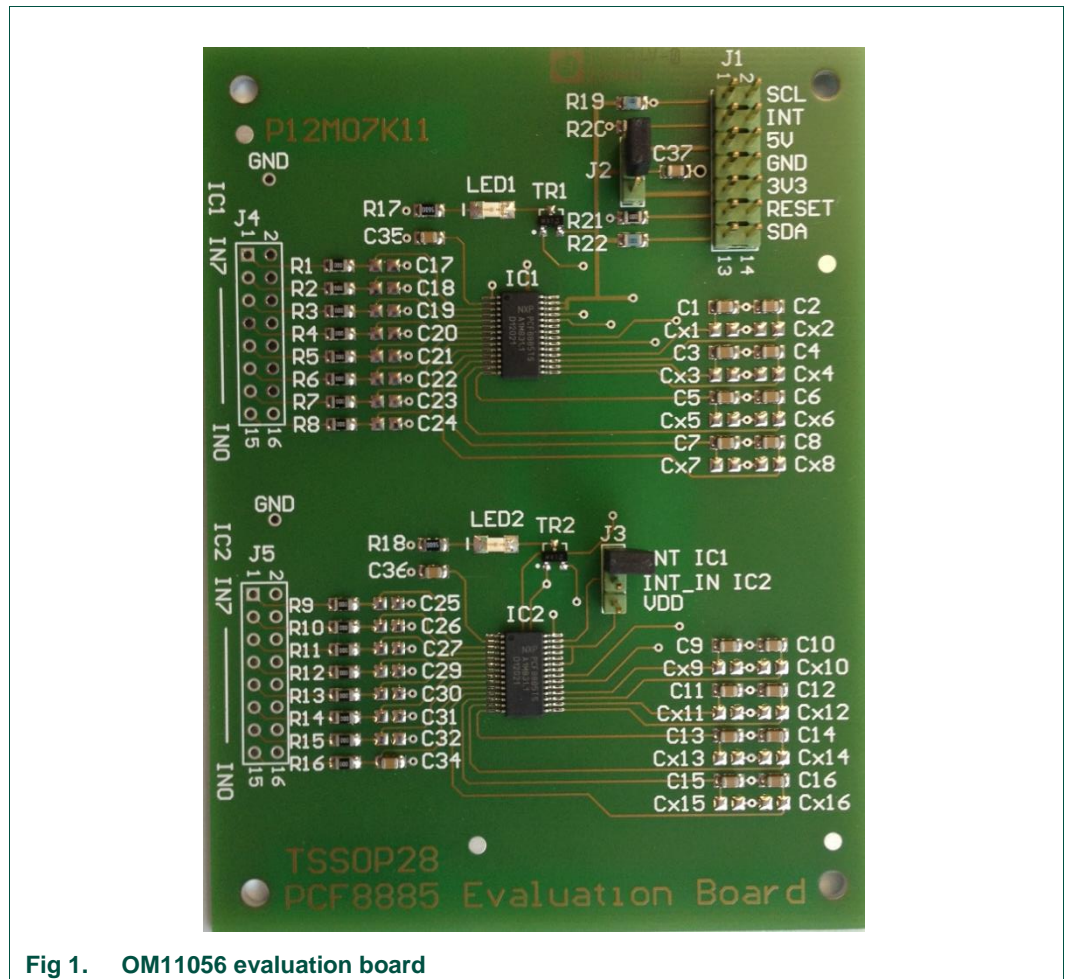 J1
1 2
R19
SCL
INT
R20
5V
P12M07K11
J2
C37
GND
GND
3V3
LED1
TR1
RESET
IC1
R17
R21
SDA
J4
C35
R22
1 2
13 14
IN7
R1 C17
IC1
R2 C18
R3 C19
C1 C2
R4 C20
Cx1 Cx2
R5 C21
C3 C4
R6 C22
Cx3 Cx4
R7 C23
C5 C6
R8 C24
Cx5 Cx6
IN0
15 16
C7 C8
Cx7 Cx8
GND
LED2
TR2
J3
IC2
R18
NT IC1
J5
C36
INT_IN IC2
1 2
VDD
IN7
R9 C25
IC2
R10 C26
R11 C27
C9 C10
R12 C29
Cx9 Cx10
R13 C30
C11 C12
R14 C31
Cx11 Cx12
R15 C32
C13 C14
R16 C34
Cx13 Cx14
IN0
15 16
C15 C16
Cx15 Cx16
TSSOP28
PCF8885 Evaluation Board
Fig 1. OM11056 evaluation board